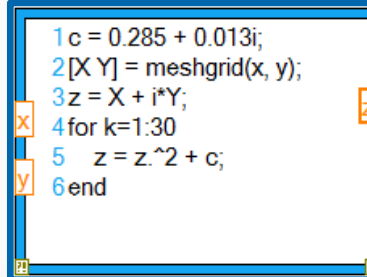 1 c = 0.285 + 0.013i;
2 [X Y] = meshgrid(x, y);
3 z = X + i*Y;
4 for k=1:30
5 z = z.^2 + c;
6 end
x
y
z